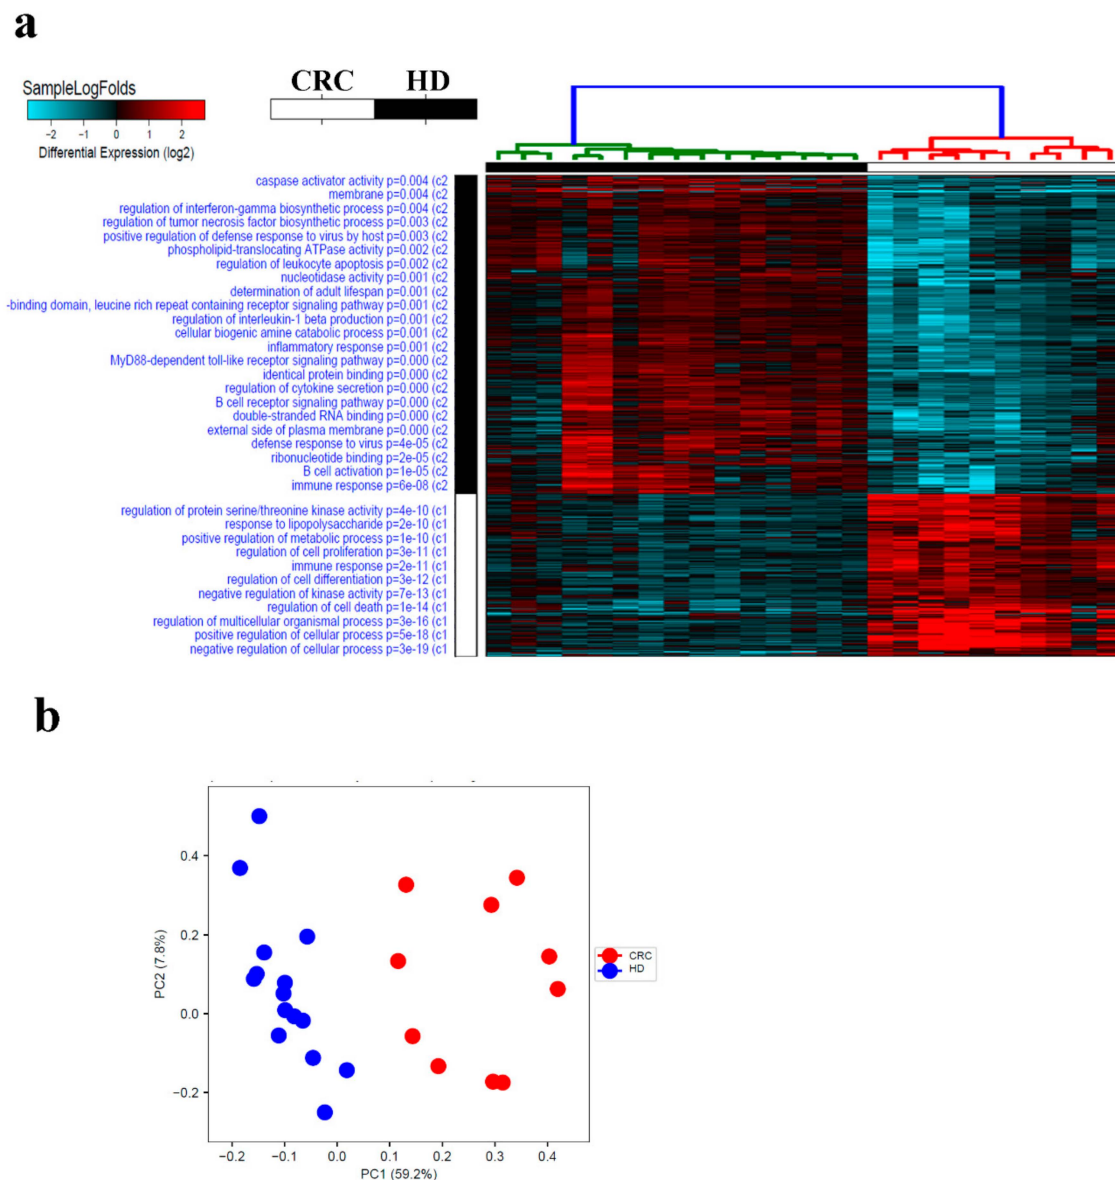 a
CRC HD
SampleLogFolds
−2 −1 0 1 2
Differential Expression (log2)
caspase activator activity p=0.004 (c2
membrane p=0.004 (c2
regulation of interferon-gamma biosynthetic process p=0.004 (c2
regulation of tumor necrosis factor biosynthetic process p=0.003 (c2
positive regulation of defense response to virus by host p=0.003 (c2
phospholipid-translocating ATPase activity p=0.002 (c2
regulation of leukocyte apoptosis p=0.002 (c2
nucleotidase activity p=0.001 (c2
determination of adult lifespan p=0.001 (c2
-binding domain, leucine rich repeat containing receptor signaling pathway p=0.001 (c2
regulation of interleukin-1 beta production p=0.001 (c2
cellular biogenic amine catabolic process p=0.001 (c2
inflammatory response p=0.001 (c2
MyD88-dependent toll-like receptor signaling pathway p=0.000 (c2
identical protein binding p=0.000 (c2
regulation of cytokine secretion p=0.000 (c2
B cell receptor signaling pathway p=0.000 (c2
double-stranded RNA binding p=0.000 (c2
external side of plasma membrane p=0.000 (c2
defense response to virus p=4e-05 (c2
ribonucleotide binding p=2e-05 (c2
B cell activation p=1e-05 (c2
immune response p=6e-08 (c2
regulation of protein serine/threonine kinase activity p=4e-10 (c1
response to lipopolysaccharide p=2e-10 (c1
positive regulation of metabolic process p=1e-10 (c1
regulation of cell proliferation p=3e-11 (c1
immune response p=2e-11 (c1
regulation of cell differentiation p=3e-12 (c1
negative regulation of kinase activity p=7e-13 (c1
regulation of cell death p=1e-14 (c1
regulation of multicellular organismal process p=3e-16 (c1
positive regulation of cellular process p=5e-18 (c1
negative regulation of cellular process p=3e-19 (c1
b
0.4
0.2
0.0
−0.2
PC2 (7.8%)
CRC
HD
−0.2 −0.1 0.0 0.1 0.2 0.3 0.4
PC1 (59.2%)